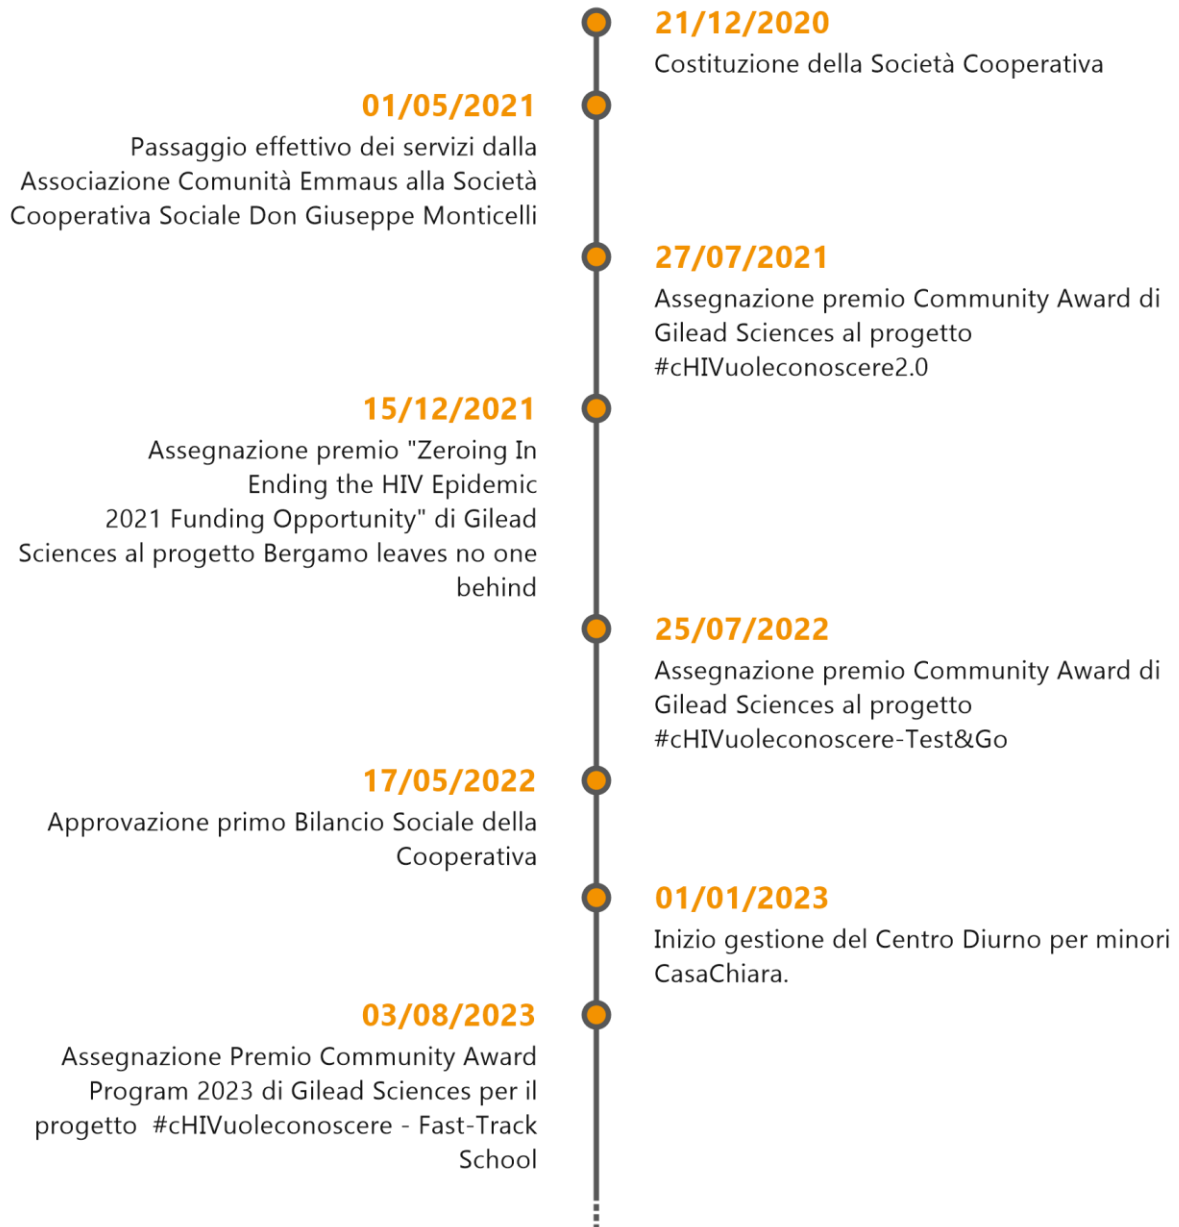 21/12/2020
Costituzione della Società Cooperativa
01/05/2021
Passaggio effettivo dei servizi dalla
Associazione Comunità Emmaus alla Società
Cooperativa Sociale Don Giuseppe Monticelli
27/07/2021
Assegnazione premio Community Award di
Gilead Sciences al progetto
#cHIVuoleconoscere2.0
15/12/2021
Assegnazione premio "Zeroing In
Ending the HIV Epidemic
2021 Funding Opportunity" di Gilead
Sciences al progetto Bergamo leaves no one
behind
25/07/2022
Assegnazione premio Community Award di
Gilead Sciences al progetto
#cHIVuoleconoscere-Test&Go
17/05/2022
Approvazione primo Bilancio Sociale della
Cooperativa
01/01/2023
Inizio gestione del Centro Diurno per minori
CasaChiara.
03/08/2023
Assegnazione Premio Community Award
Program 2023 di Gilead Sciences per il
progetto  #cHIVuoleconoscere - Fast-Track
School